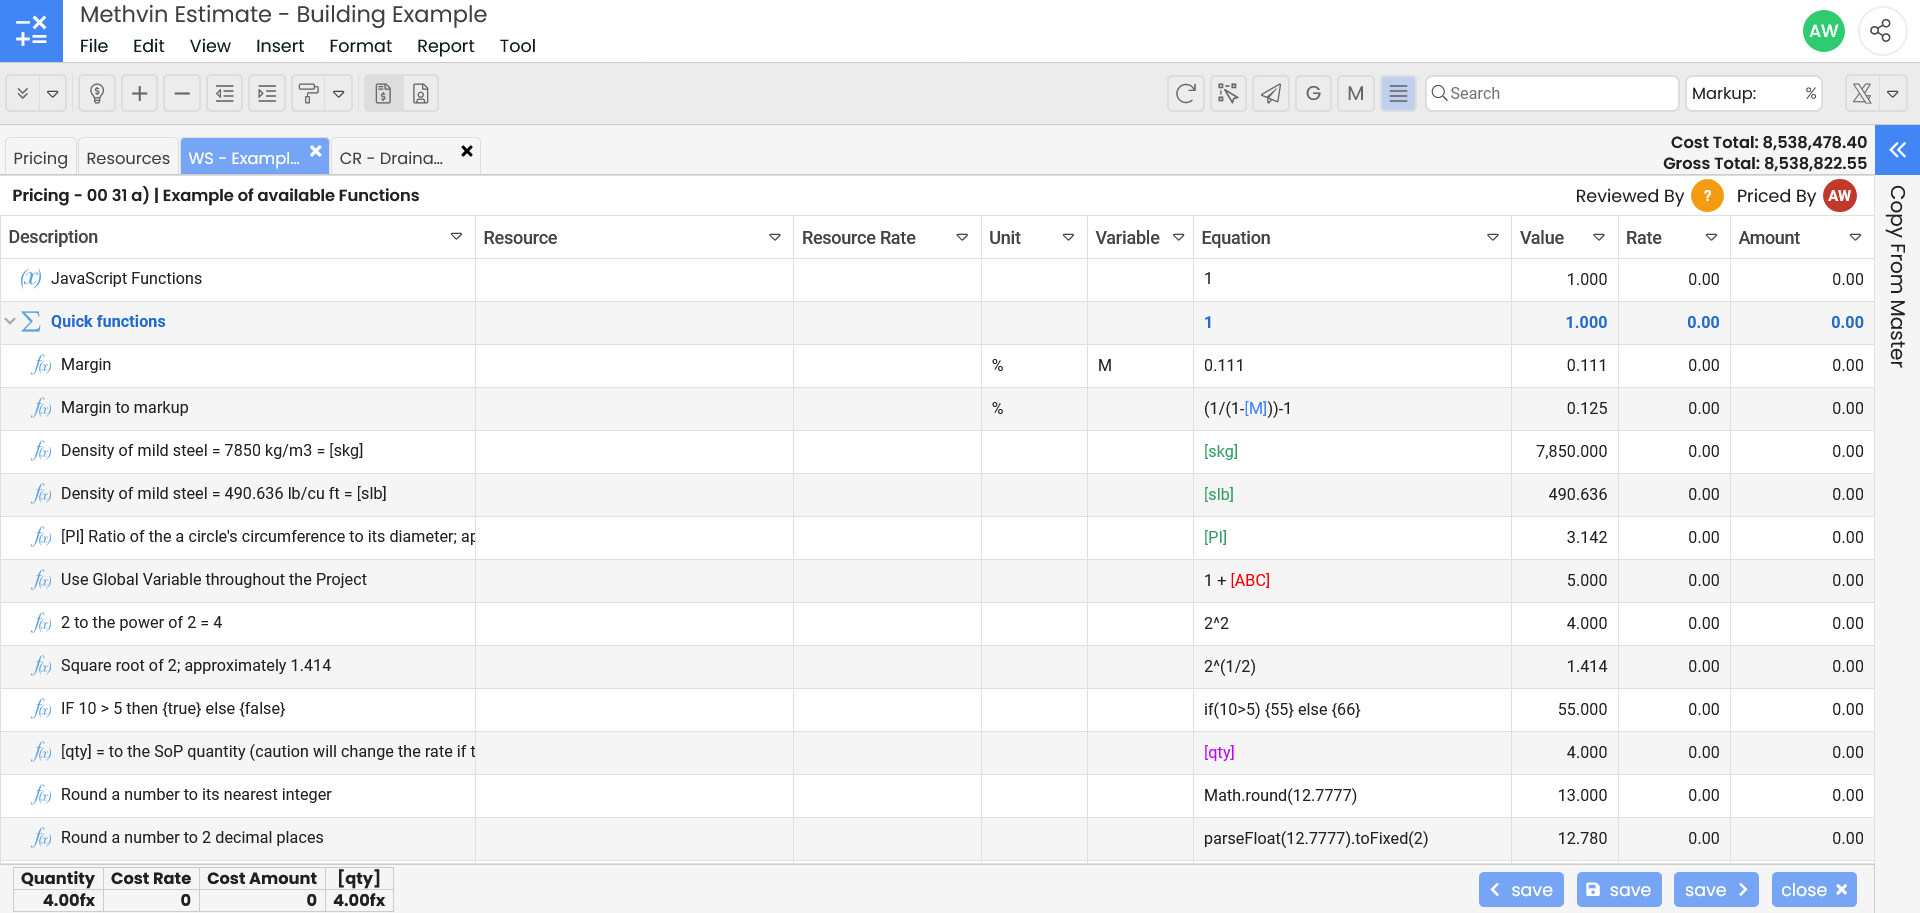 Methvin Estimate - Building Example
File Edit View Insert Format Report Tool
AW
G M Search Markup: %
Pricing Resources WS - Exampl... CR - Draina...
Cost Total: 8,538,478.40
Gross Total: 8,538,822.55
Pricing - 00 31 a) | Example of available Functions Reviewed By ? Priced By AW
Copy From Master
Description Resource Resource Rate Unit Variable Equation Value Rate Amount
(x) JavaScript Functions 1 1.000 0.00 0.00
Σ Quick functions 1 1.000 0.00 0.00
f(x) Margin % M 0.111 0.111 0.00 0.00
f(x) Margin to markup % (1/(1-[M]))-1 0.125 0.00 0.00
f(x) Density of mild steel = 7850 kg/m3 = [skg] [skg] 7,850.000 0.00 0.00
f(x) Density of mild steel = 490.636 lb/cu ft = [slb] [slb] 490.636 0.00 0.00
f(x) [PI] Ratio of the a circle's circumference to its diameter; ap [PI] 3.142 0.00 0.00
f(x) Use Global Variable throughout the Project 1 + [ABC] 5.000 0.00 0.00
f(x) 2 to the power of 2 = 4 2^2 4.000 0.00 0.00
f(x) Square root of 2; approximately 1.414 2^(1/2) 1.414 0.00 0.00
f(x) IF 10 > 5 then {true} else {false} if(10>5) {55} else {66} 55.000 0.00 0.00
f(x) [qty] = to the SoP quantity (caution will change the rate if t [qty] 4.000 0.00 0.00
f(x) Round a number to its nearest integer Math.round(12.7777) 13.000 0.00 0.00
f(x) Round a number to 2 decimal places parseFloat(12.7777).toFixed(2) 12.780 0.00 0.00
Quantity Cost Rate Cost Amount [qty]
4.00fx 0 0 4.00fx
save save save close